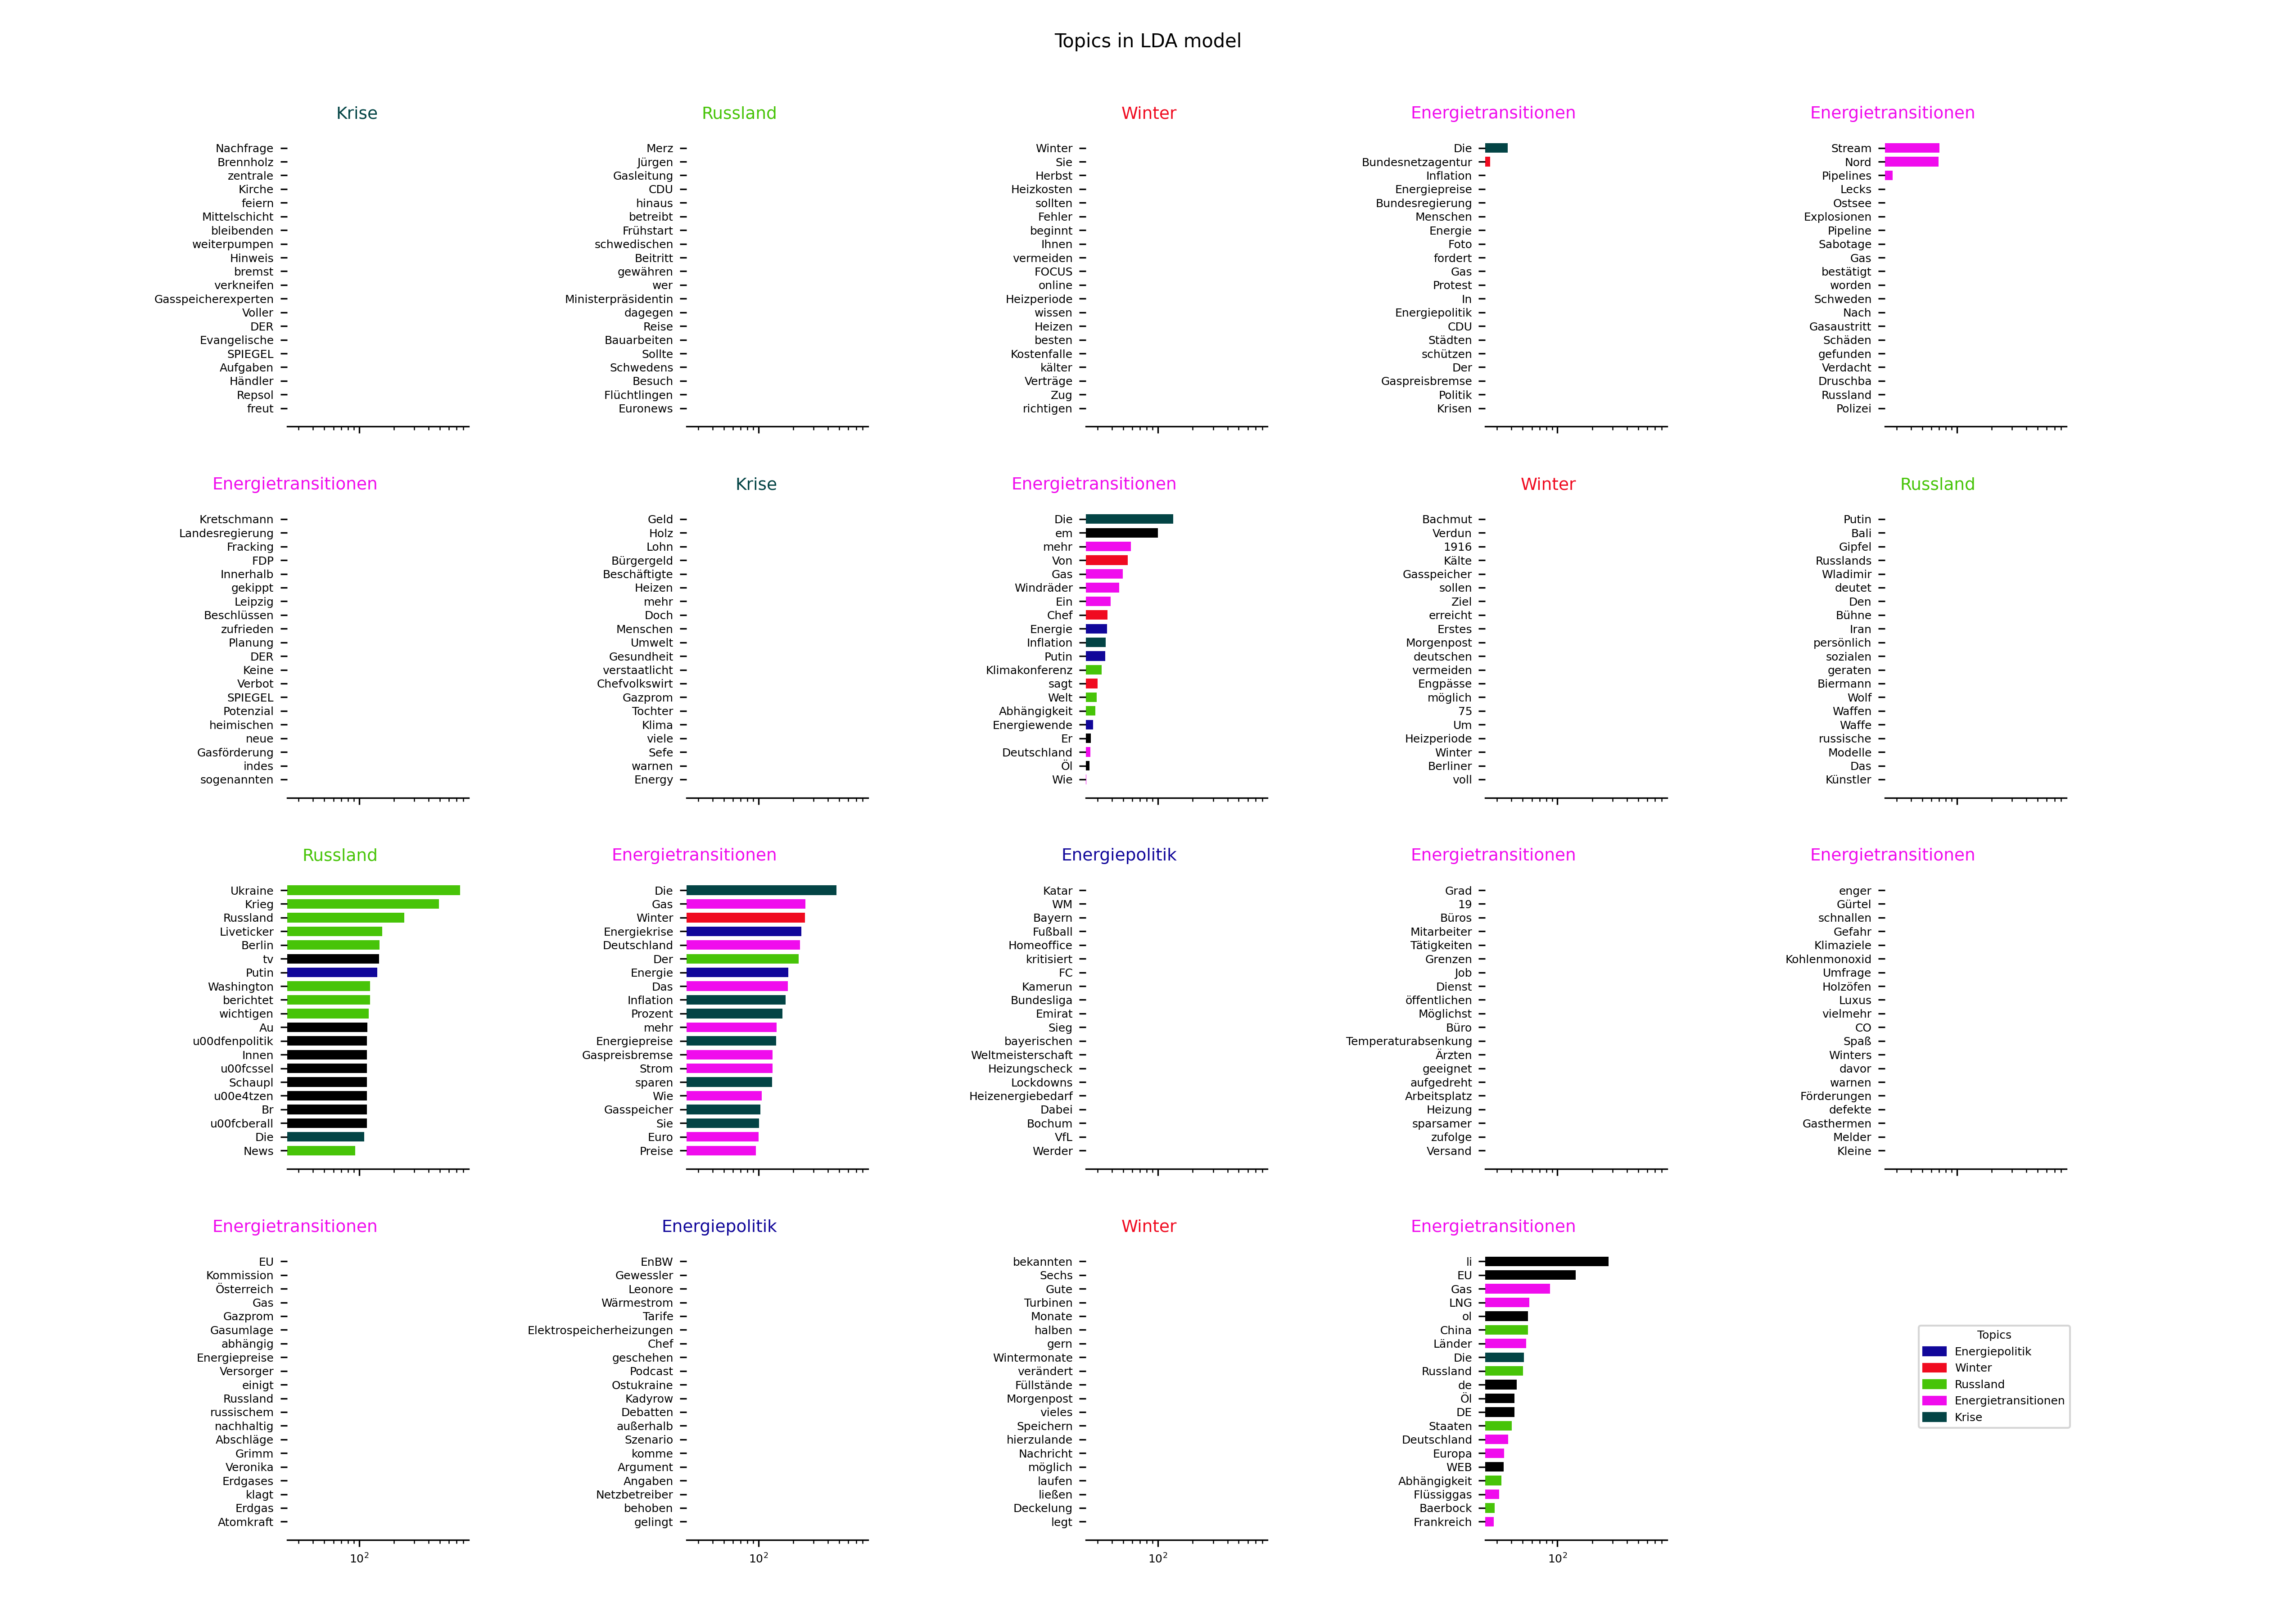 Topics in LDA model
Krise
Nachfrage
Brennholz
zentrale
Kirche
feiern
Mittelschicht
bleibenden
weiterpumpen
Hinweis
bremst
verkneifen
Gasspeicherexperten
Voller
DER
Evangelische
SPIEGEL
Aufgaben
Händler
Repsol
freut
Russland
Merz
Jürgen
Gasleitung
CDU
hinaus
betreibt
Frühstart
schwedischen
Beitritt
gewähren
wer
Ministerpräsidentin
dagegen
Reise
Bauarbeiten
Sollte
Schwedens
Besuch
Flüchtlingen
Euronews
Winter
Winter
Sie
Herbst
Heizkosten
sollten
Fehler
beginnt
Ihnen
vermeiden
FOCUS
online
Heizperiode
wissen
Heizen
besten
Kostenfalle
kälter
Verträge
Zug
richtigen
Energietransitionen
Die
Bundesnetzagentur
Inflation
Energiepreise
Bundesregierung
Menschen
Energie
Foto
fordert
Gas
Protest
In
Energiepolitik
CDU
Städten
schützen
Der
Gaspreisbremse
Politik
Krisen
Energietransitionen
Stream
Nord
Pipelines
Lecks
Ostsee
Explosionen
Pipeline
Sabotage
Gas
bestätigt
worden
Schweden
Nach
Gasaustritt
Schäden
gefunden
Verdacht
Druschba
Russland
Polizei
Energietransitionen
Kretschmann
Landesregierung
Fracking
FDP
Innerhalb
gekippt
Leipzig
Beschlüssen
zufrieden
Planung
DER
Keine
Verbot
SPIEGEL
Potenzial
heimischen
neue
Gasförderung
indes
sogenannten
Krise
Geld
Holz
Lohn
Bürgergeld
Beschäftigte
Heizen
mehr
Doch
Menschen
Umwelt
Gesundheit
verstaatlicht
Chefvolkswirt
Gazprom
Tochter
Klima
viele
Sefe
warnen
Energy
Energietransitionen
Die
em
mehr
Von
Gas
Windräder
Ein
Chef
Energie
Inflation
Putin
Klimakonferenz
sagt
Welt
Abhängigkeit
Energiewende
Er
Deutschland
Öl
Wie
Winter
Bachmut
Verdun
1916
Kälte
Gasspeicher
sollen
Ziel
erreicht
Erstes
Morgenpost
deutschen
vermeiden
Engpässe
möglich
75
Um
Heizperiode
Winter
Berliner
voll
Russland
Putin
Bali
Gipfel
Russlands
Wladimir
deutet
Den
Bühne
Iran
persönlich
sozialen
geraten
Biermann
Wolf
Waffen
Waffe
russische
Modelle
Das
Künstler
Russland
Ukraine
Krieg
Russland
Liveticker
Berlin
tv
Putin
Washington
berichtet
wichtigen
Au
u00dfenpolitik
Innen
u00fcssel
Schaupl
u00e4tzen
Br
u00fcberall
Die
News
Energietransitionen
Die
Gas
Winter
Energiekrise
Deutschland
Der
Energie
Das
Inflation
Prozent
mehr
Energiepreise
Gaspreisbremse
Strom
sparen
Wie
Gasspeicher
Sie
Euro
Preise
Energiepolitik
Katar
WM
Bayern
Fußball
Homeoffice
kritisiert
FC
Kamerun
Bundesliga
Emirat
Sieg
bayerischen
Weltmeisterschaft
Heizungscheck
Lockdowns
Heizenergiebedarf
Dabei
Bochum
VfL
Werder
Energietransitionen
Grad
19
Büros
Mitarbeiter
Tätigkeiten
Grenzen
Job
Dienst
öffentlichen
Möglichst
Büro
Temperaturabsenkung
Ärzten
geeignet
aufgedreht
Arbeitsplatz
Heizung
sparsamer
zufolge
Versand
Energietransitionen
enger
Gürtel
schnallen
Gefahr
Klimaziele
Kohlenmonoxid
Umfrage
Holzöfen
Luxus
vielmehr
CO
Spaß
Winters
davor
warnen
Förderungen
defekte
Gasthermen
Melder
Kleine
Energietransitionen
EU
Kommission
Österreich
Gas
Gazprom
Gasumlage
abhängig
Energiepreise
Versorger
einigt
Russland
russischem
nachhaltig
Abschläge
Grimm
Veronika
Erdgases
klagt
Erdgas
Atomkraft
10²
Energiepolitik
EnBW
Gewessler
Leonore
Wärmestrom
Tarife
Elektrospeicherheizungen
Chef
geschehen
Podcast
Ostukraine
Kadyrow
Debatten
außerhalb
Szenario
komme
Argument
Angaben
Netzbetreiber
behoben
gelingt
10²
Winter
bekannten
Sechs
Gute
Turbinen
Monate
halben
gern
Wintermonate
verändert
Füllstände
Morgenpost
vieles
Speichern
hierzulande
Nachricht
möglich
laufen
ließen
Deckelung
legt
10²
Energietransitionen
li
EU
Gas
LNG
ol
China
Länder
Die
Russland
de
Öl
DE
Staaten
Deutschland
Europa
WEB
Abhängigkeit
Flüssiggas
Baerbock
Frankreich
10²
Topics
Energiepolitik
Winter
Russland
Energietransitionen
Krise